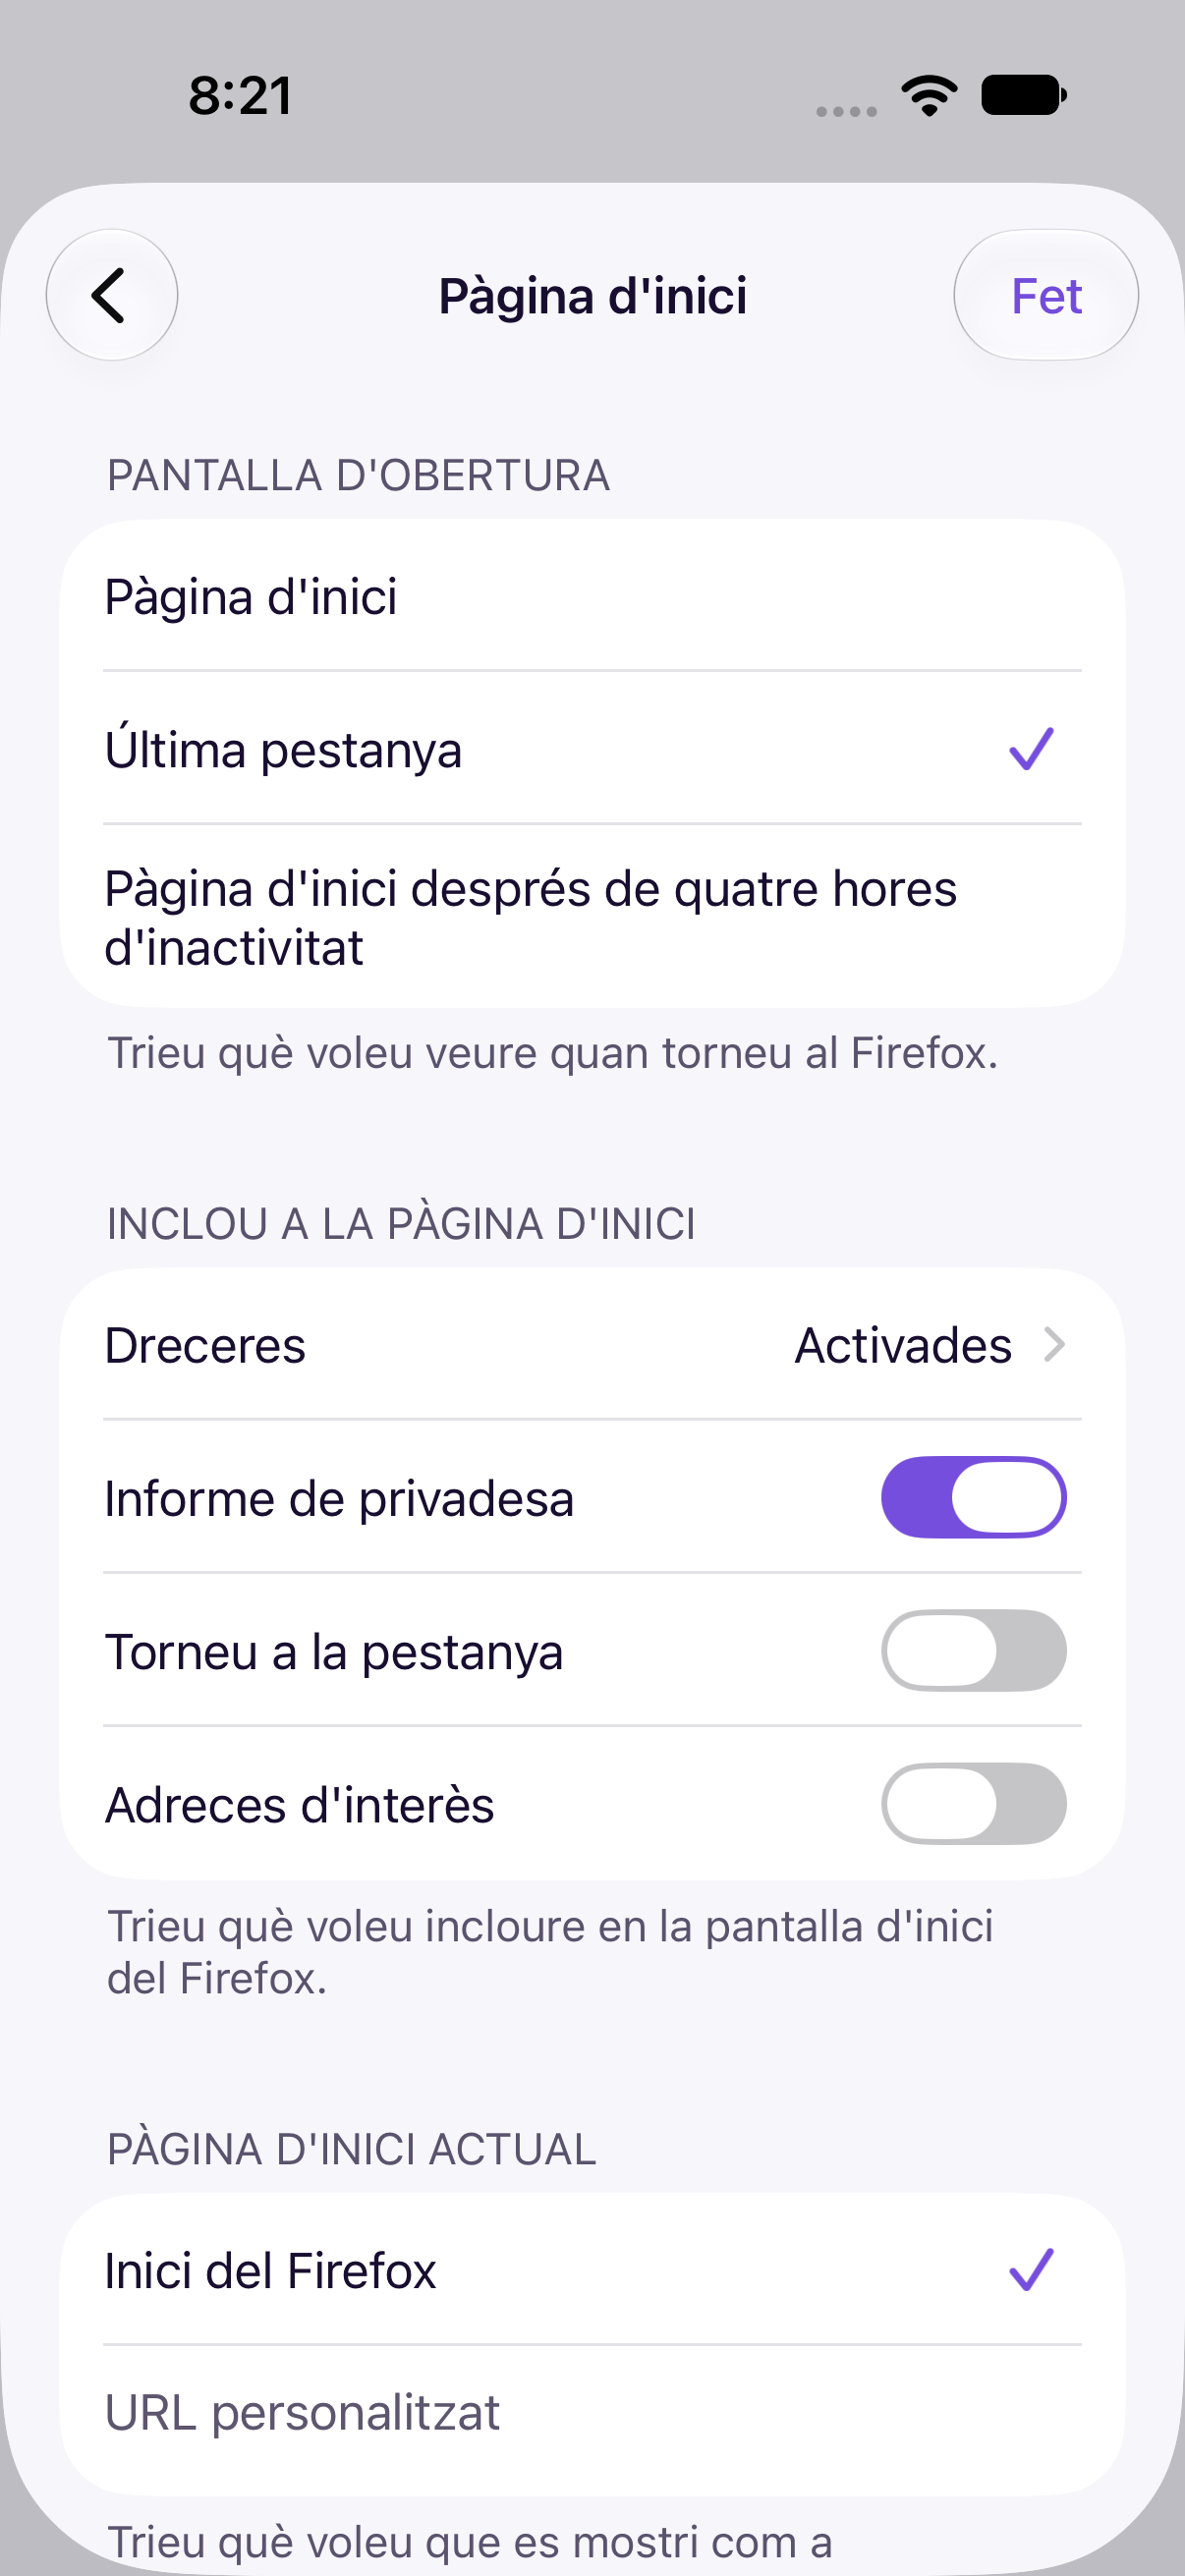 8:21
Pàgina d'inici
Fet
PANTALLA D'OBERTURA
Pàgina d'inici
Última pestanya
Pàgina d'inici després de quatre hores
d'inactivitat
Trieu què voleu veure quan torneu al Firefox.
INCLOU A LA PÀGINA D'INICI
Dreceres
Activades
Informe de privadesa
Torneu a la pestanya
Adreces d'interès
Trieu què voleu incloure en la pantalla d'inici
del Firefox.
PÀGINA D'INICI ACTUAL
Inici del Firefox
URL personalitzat
Trieu què voleu que es mostri com a